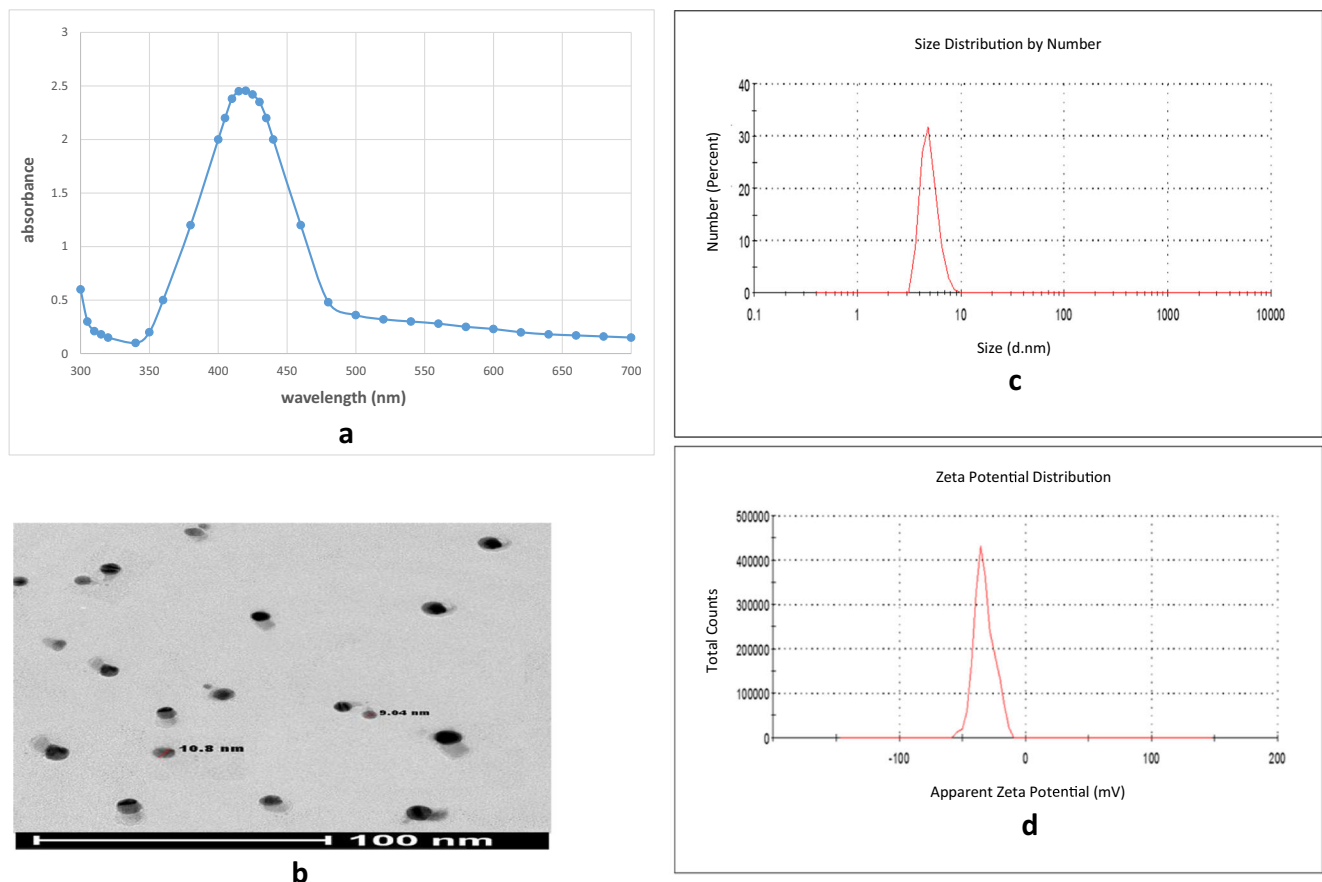 3
2.5
2
1.5
1
0.5
0
absorbance
300 350 400 450 500 550 600 650 700
wavelength (nm)
a
9.04 nm
10.8 nm
100 nm
b
Size Distribution by Number
40
30
20
10
0
Number (Percent)
0.1 1 10 100 1000 10000
Size (d.nm)
c
Zeta Potential Distribution
500000
400000
300000
200000
100000
0
Total Counts
-100 0 100 200
Apparent Zeta Potential (mV)
d